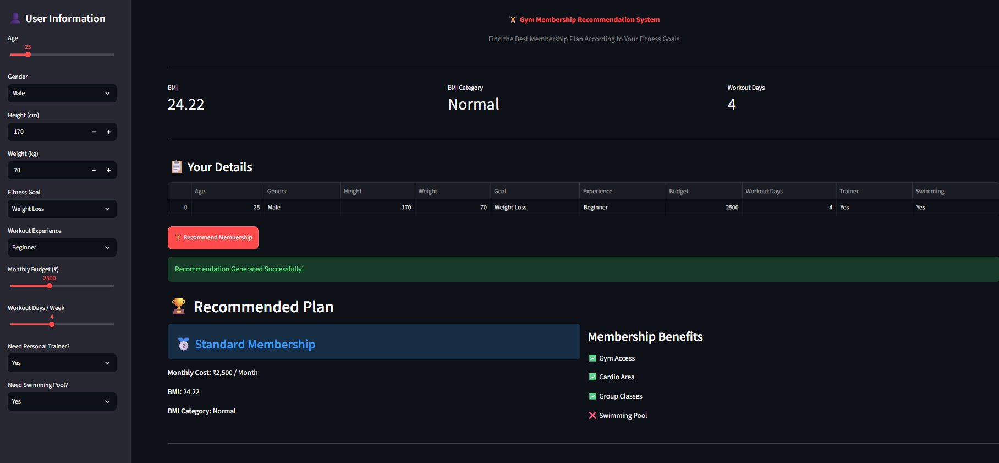 👤 User Information
Age
25
Gender
Male
Height (cm)
170
Weight (kg)
70
Fitness Goal
Weight Loss
Workout Experience
Beginner
Monthly Budget (₹)
2500
Workout Days / Week
4
Need Personal Trainer?
Yes
Need Swimming Pool?
Yes
🏋️ Gym Membership Recommendation System
Find the Best Membership Plan According to Your Fitness Goals
BMI BMI Category Workout Days
24.22 Normal 4
📋 Your Details
Age Gender Height Weight Goal Experience Budget Workout Days Trainer Swimming
0 25 Male 170 70 Weight Loss Beginner 2500 4 Yes Yes
🏋️ Recommend Membership
Recommendation Generated Successfully!
🏆 Recommended Plan
🥈 Standard Membership
Monthly Cost: ₹2,500 / Month
BMI: 24.22
BMI Category: Normal
Membership Benefits
✅ Gym Access
✅ Cardio Area
✅ Group Classes
❌ Swimming Pool